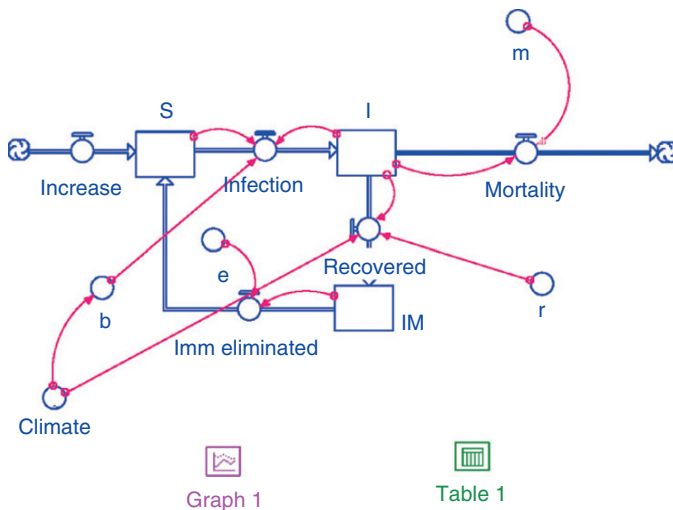 m
S
I
Increase
Infection
Mortality
e
Recovered
b
r
IM
Imm eliminated
Climate
Graph 1
Table 1